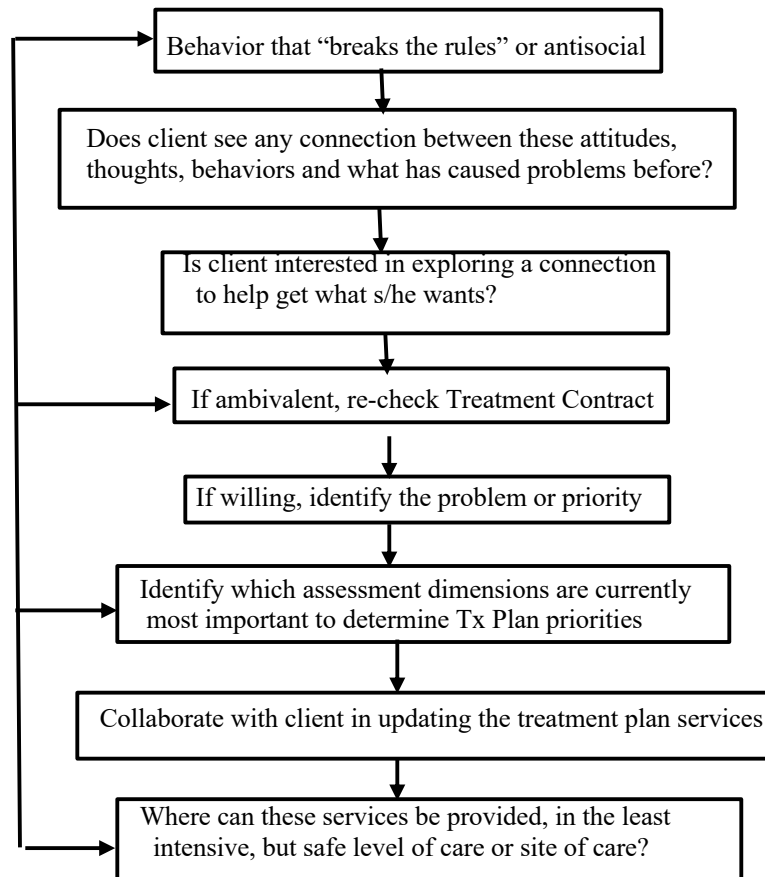 Behavior that “breaks the rules” or antisocial
Does client see any connection between these attitudes,
thoughts, behaviors and what has caused problems before?
Is client interested in exploring a connection
to help get what s/he wants?
If ambivalent, re-check Treatment Contract
If willing, identify the problem or priority
Identify which assessment dimensions are currently
most important to determine Tx Plan priorities
Collaborate with client in updating the treatment plan services
Where can these services be provided, in the least
intensive, but safe level of care or site of care?